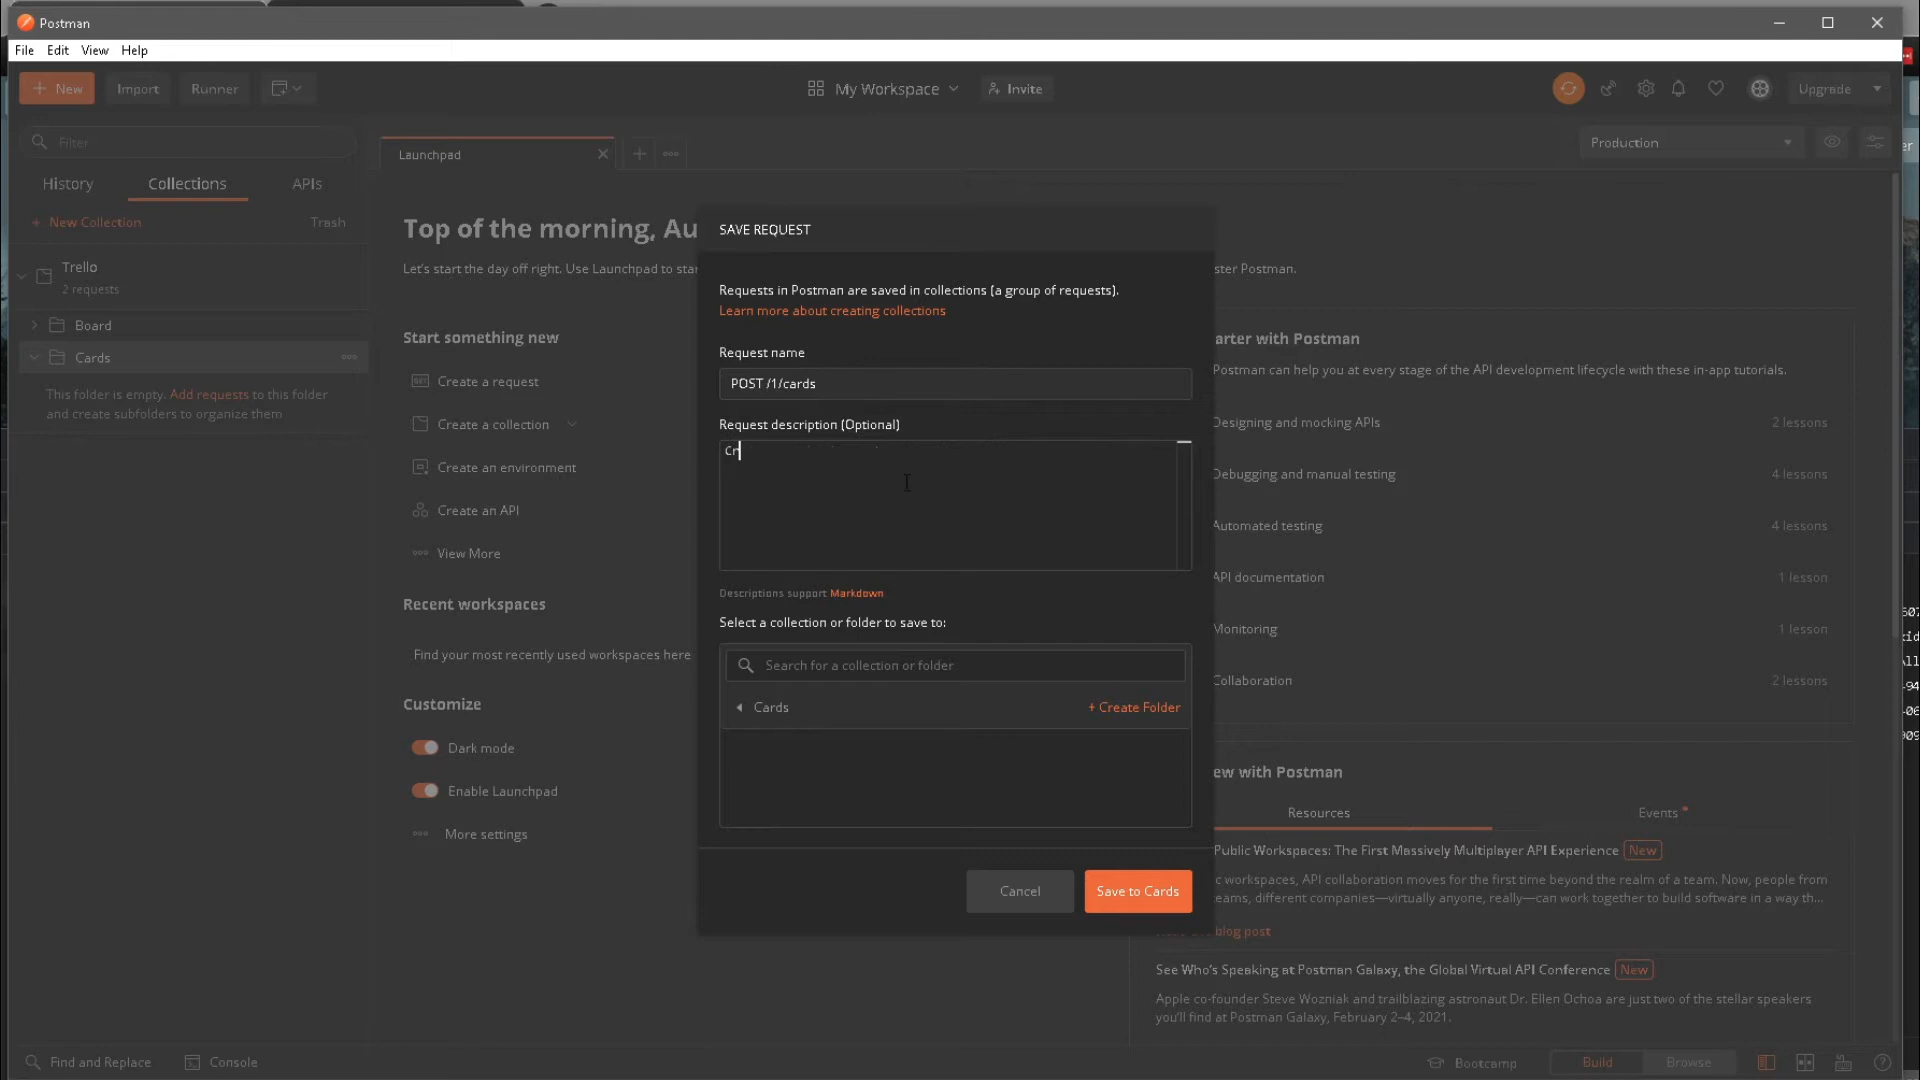 Postman
File Edit View Help
New Import Runner My Workspace Invite Upgrade
Filter
Launchpad
Production
History Collections APIs
+ New Collection Trash
Trello
2 requests
Board
Cards
This folder is empty. Add requests to this folder
and create subfolders to organize them
Top of the morning, Au
Let's start the day off right. Use Launchpad to star
ster Postman.
Start something new
GET Create a request
Create a collection
Create an environment
Create an API
View More
Recent workspaces
Find your most recently used workspaces here
Customize
Dark mode
Enable Launchpad
More settings
SAVE REQUEST
Requests in Postman are saved in collections (a group of requests).
Learn more about creating collections
Request name
POST /1/cards
Request description (Optional)
Descriptions support Markdown
Select a collection or folder to save to:
Search for a collection or folder
Cards + Create Folder
Cancel Save to Cards
arter with Postman
Postman can help you at every stage of the API development lifecycle with these in-app tutorials.
Designing and mocking APIs 2 lessons
Debugging and manual testing 4 lessons
Automated testing 4 lessons
API documentation 1 lesson
Monitoring 1 lesson
Collaboration 2 lessons
ew with Postman
Resources Events
Public Workspaces: The First Massively Multiplayer API Experience New
c workspaces, API collaboration moves for the first time beyond the realm of a team. Now, people from
eams, different companies—virtually anyone, really—can work together to build software in a way th...
blog post
See Who's Speaking at Postman Galaxy, the Global Virtual API Conference New
Apple co-founder Steve Wozniak and trailblazing astronaut Dr. Ellen Ochoa are just two of the stellar speakers
you'll find at Postman Galaxy, February 2–4, 2021.
Find and Replace Console Bootcamp Build Browse